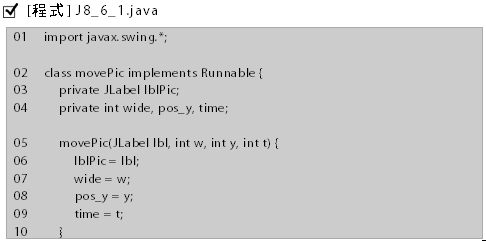 [程式] J8_6_1.java
01 import javax.swing.*;
02 class movePic implements Runnable {
03 private JLabel lblPic;
04 private int wide, pos_y, time;
05 movePic(JLabel lbl, int w, int y, int t) {
06 lblPic = lbl;
07 wide = w;
08 pos_y = y;
09 time = t;
10 }